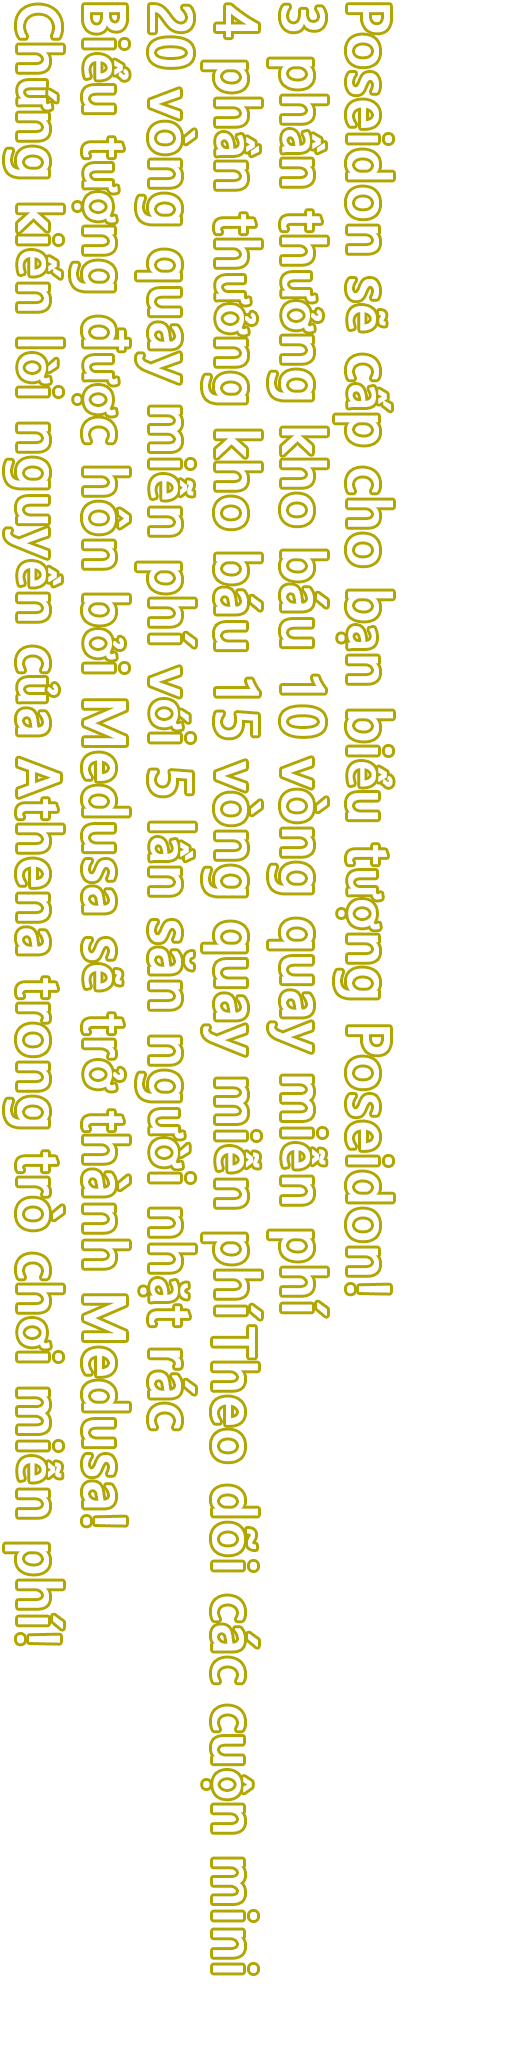 Poseidon sẽ cấp cho bạn biểu tượng Poseidon!
3 phần thưởng kho báu 10 vòng quay miễn phí
4 phần thưởng kho báu 15 vòng quay miễn phíTheo dõi các cuộn mini
20 vòng quay miễn phí với 5 lần săn người nhặt rác
Biểu tượng được hôn bởi Medusa sẽ trở thành Medusa!
Chứng kiến lời nguyền của Athena trong trò chơi miễn phí!